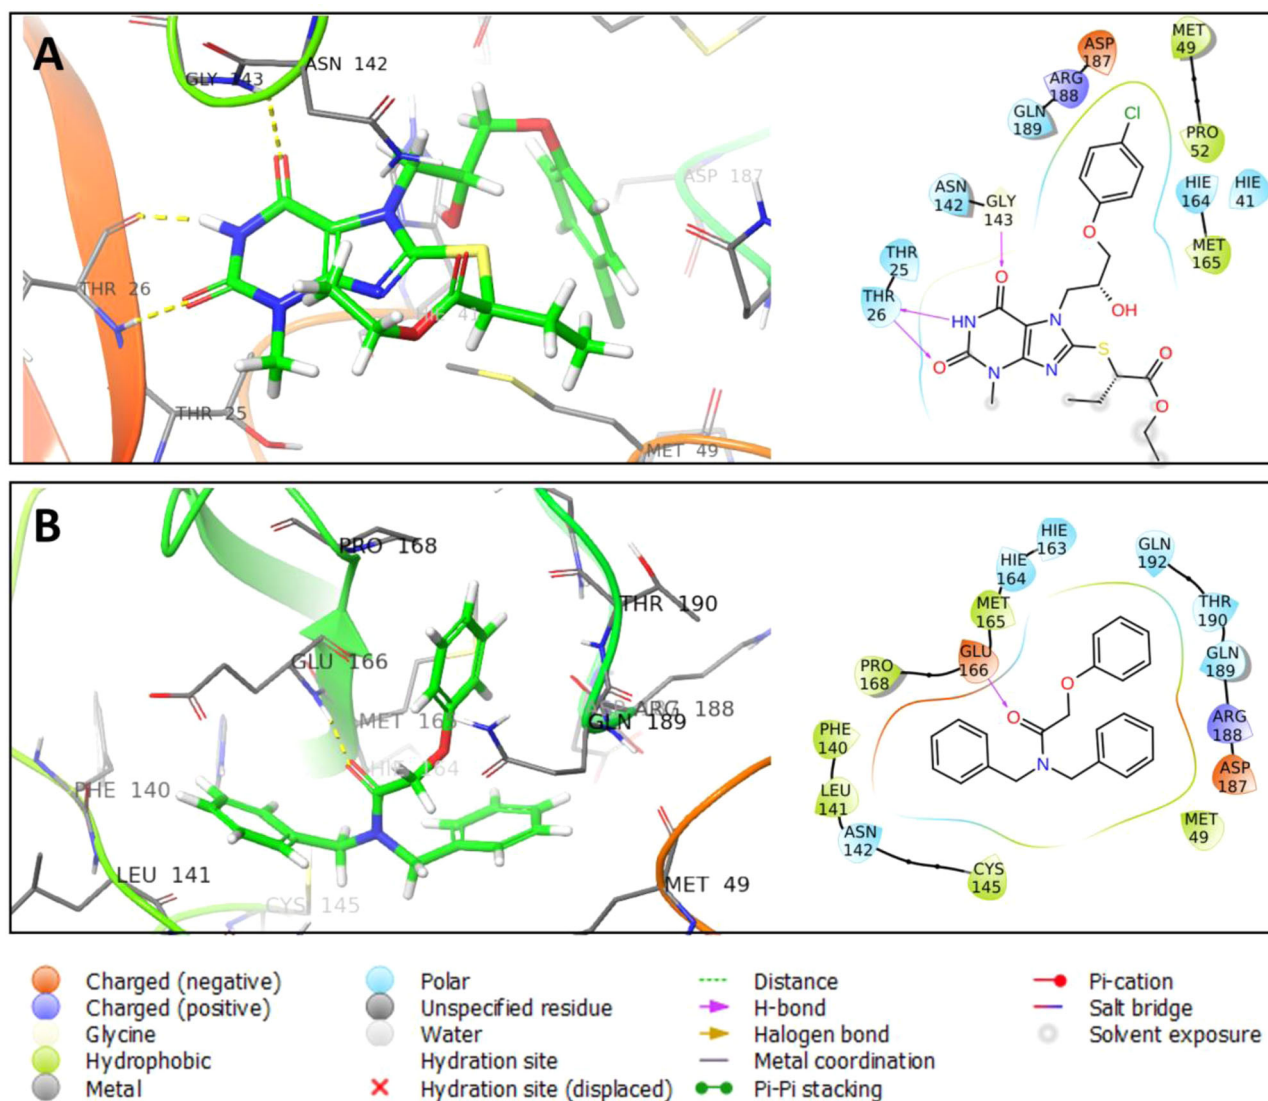 A
GLY 143
ASN 142
ASP 187
THR 26
HIE 41
THR 25
MET 49
ASP
187
MET
49
ARG
188
GLN
189
Cl
PRO
52
ASN
142
GLY
143
HIE
164
HIE
41
O
MET
165
THR
25
O
THR
26
HN
N
OH
O
N
N
S
O
O
B
PRO 168
THR 190
GLU 166
MET 165
ARG 188
GLN 189
HIE 164
PHE 140
LEU 141
CYS 145
MET 49
HIE
163
HIE
164
GLN
192
MET
165
THR
190
GLU
166
PRO
168
GLN
189
O
O
ARG
188
PHE
140
N
ASP
187
LEU
141
ASN
142
MET
49
CYS
145
Charged (negative)
Charged (positive)
Glycine
Hydrophobic
Metal
Polar
Unspecified residue
Water
Hydration site
Hydration site (displaced)
Distance
H-bond
Halogen bond
Metal coordination
Pi-Pi stacking
Pi-cation
Salt bridge
Solvent exposure